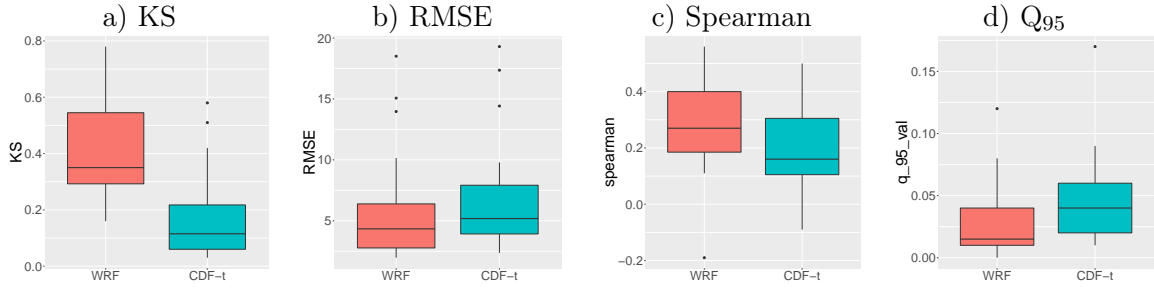 a) KS
b) RMSE
c) Spearman
d) Q95
KS
0.8
0.6
0.4
0.2
0.0
WRF
CDF-t
RMSE
20
15
10
5
WRF
CDF-t
spearman
0.4
0.2
0.0
-0.2
WRF
CDF-t
q_95_val
0.15
0.10
0.05
0.00
WRF
CDF-t